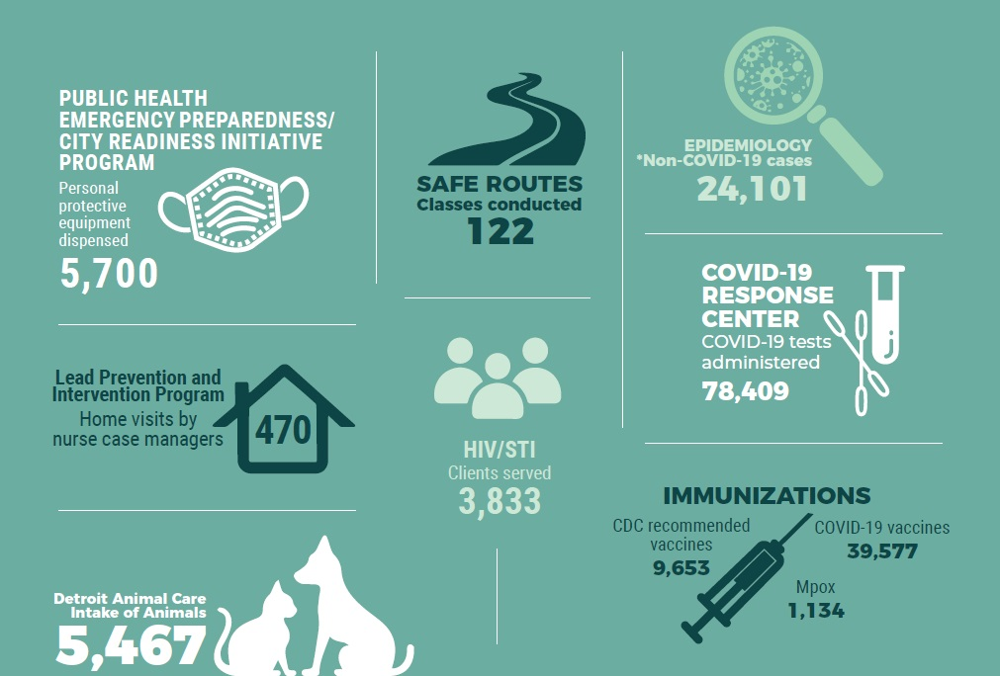 PUBLIC HEALTH
EMERGENCY PREPAREDNESS/
CITY READINESS INITIATIVE
PROGRAM
Personal
protective
equipment
dispensed
5,700
Lead Prevention and
Intervention Program
Home visits by
nurse case managers
470
Detroit Animal Care
Intake of Animals
5,467
SAFE ROUTES
Classes conducted
122
HIV/STI
Clients served
3,833
EPIDEMIOLOGY
*Non-COVID-19 cases
24,101
COVID-19
RESPONSE
CENTER
COVID-19 tests
administered
78,409
IMMUNIZATIONS
CDC recommended
vaccines
9,653
COVID-19 vaccines
39,577
Mpox
1,134